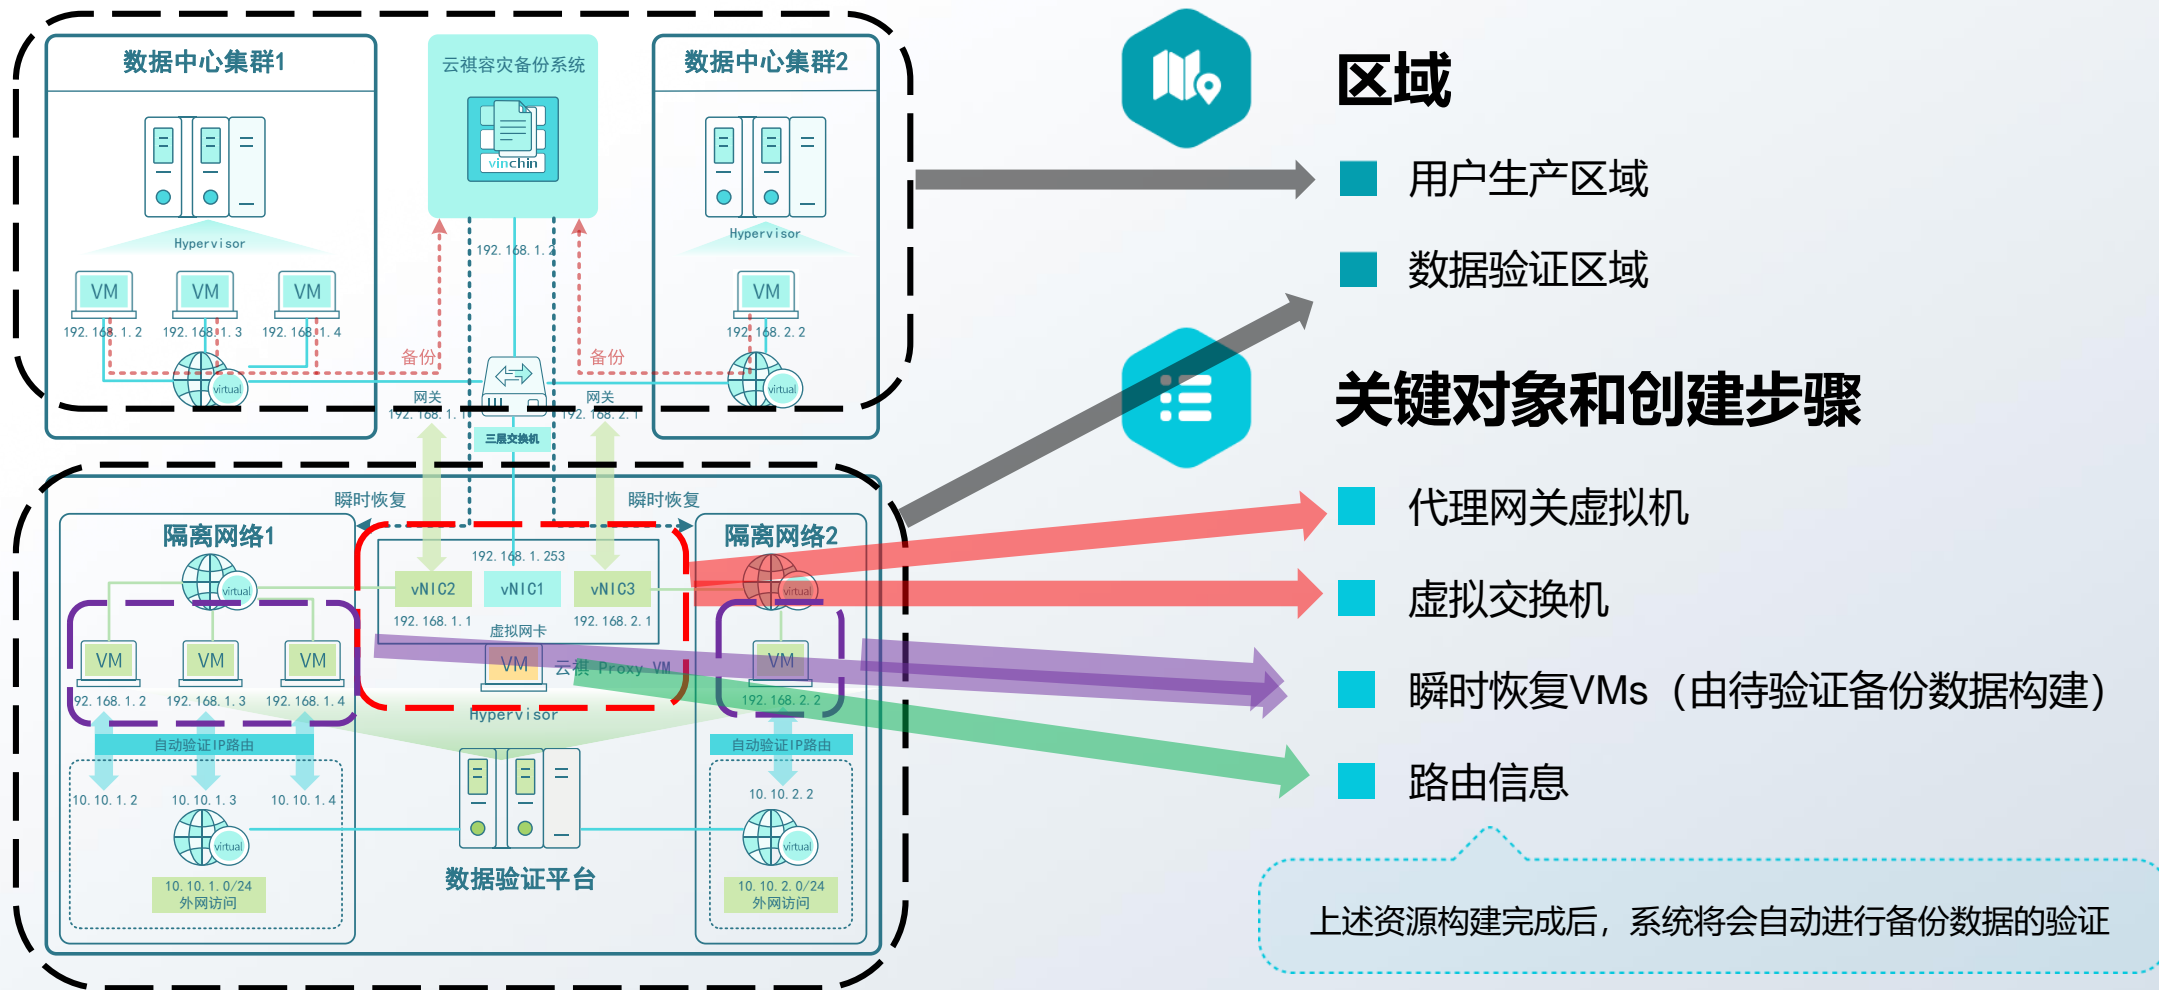 数据中心集群1
云祺容灾备份系统
数据中心集群2
vinchin
Hypervisor
Hypervisor
192.168.1.2
VM
VM
VM
VM
192.168.1.2
192.168.1.3
192.168.1.4
192.168.2.2
virtual
virtual
备份
备份
网关
192.168.1.1
网关
192.168.2.1
三层交换机
瞬时恢复
瞬时恢复
隔离网络1
隔离网络2
192.168.1.253
virtual
virtual
vNIC2
vNIC1
vNIC3
192.168.1.1
虚拟网卡
192.168.2.1
VM
VM
VM
VM
云祺 Proxy VM
VM
92.168.1.2
192.168.1.3
192.168.1.4
192.168.2.2
Hypervisor
自动验证IP路由
自动验证IP路由
10.10.1.2
10.10.1.3
10.10.1.4
10.10.2.2
virtual
virtual
数据验证平台
10.10.1.0/24
外网访问
10.10.2.0/24
外网访问
区域
用户生产区域
数据验证区域
关键对象和创建步骤
代理网关虚拟机
虚拟交换机
瞬时恢复VMs（由待验证备份数据构建）
路由信息
上述资源构建完成后，系统将会自动进行备份数据的验证